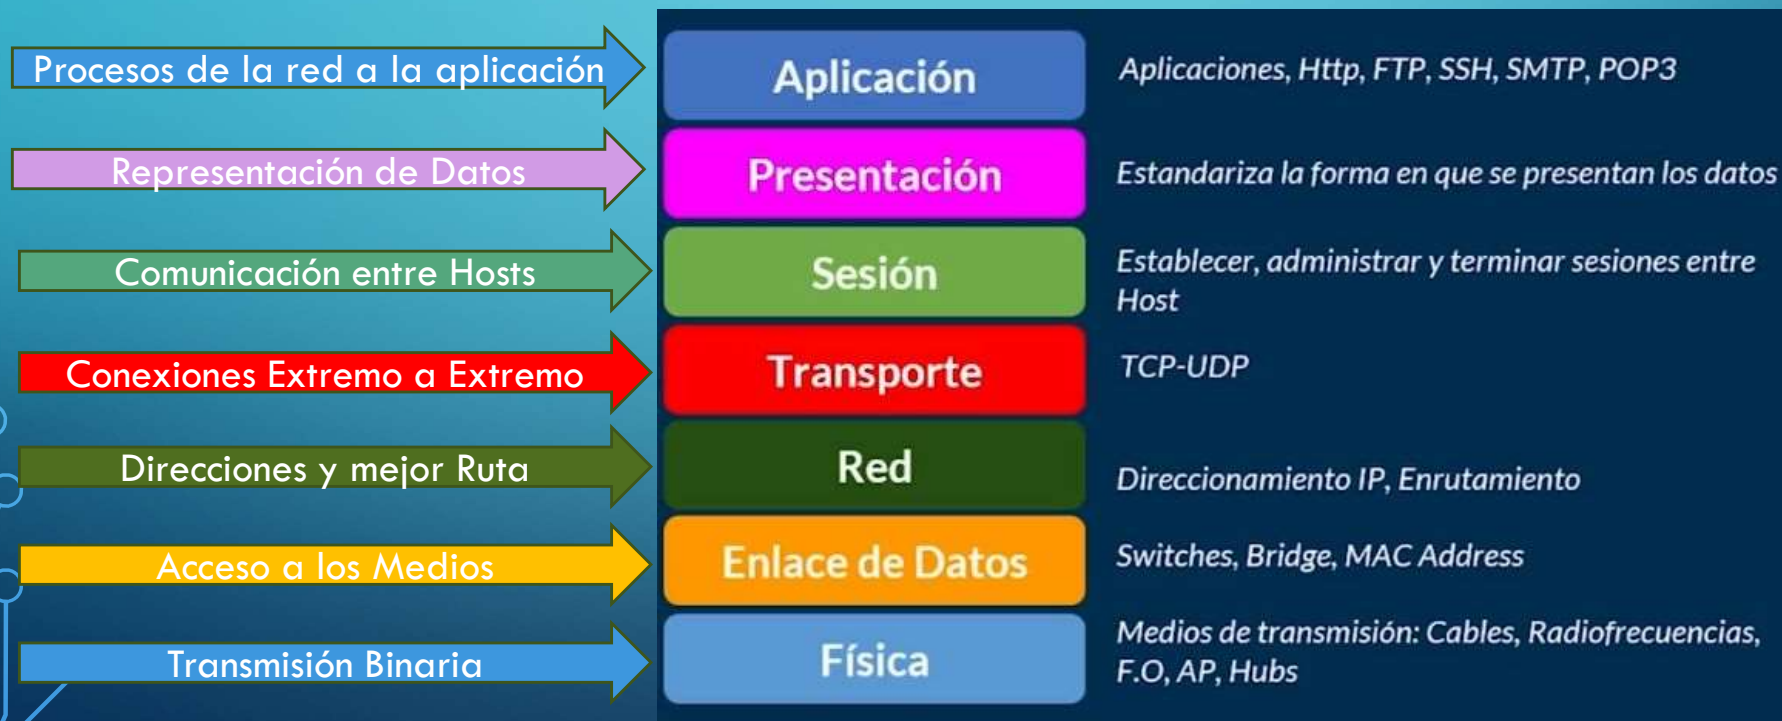 Procesos de la red a la aplicación
Aplicación
Aplicaciones, Http, FTP, SSH, SMTP, POP3
Representación de Datos
Presentación
Estandariza la forma en que se presentan los datos
Comunicación entre Hosts
Sesión
Establecer, administrar y terminar sesiones entre
Host
Conexiones Extremo a Extremo
Transporte
TCP-UDP
Direcciones y mejor Ruta
Red
Direccionamiento IP, Enrutamiento
Acceso a los Medios
Enlace de Datos
Switches, Bridge, MAC Address
Transmisión Binaria
Física
Medios de transmisión: Cables, Radiofrecuencias,
F.O, AP, Hubs